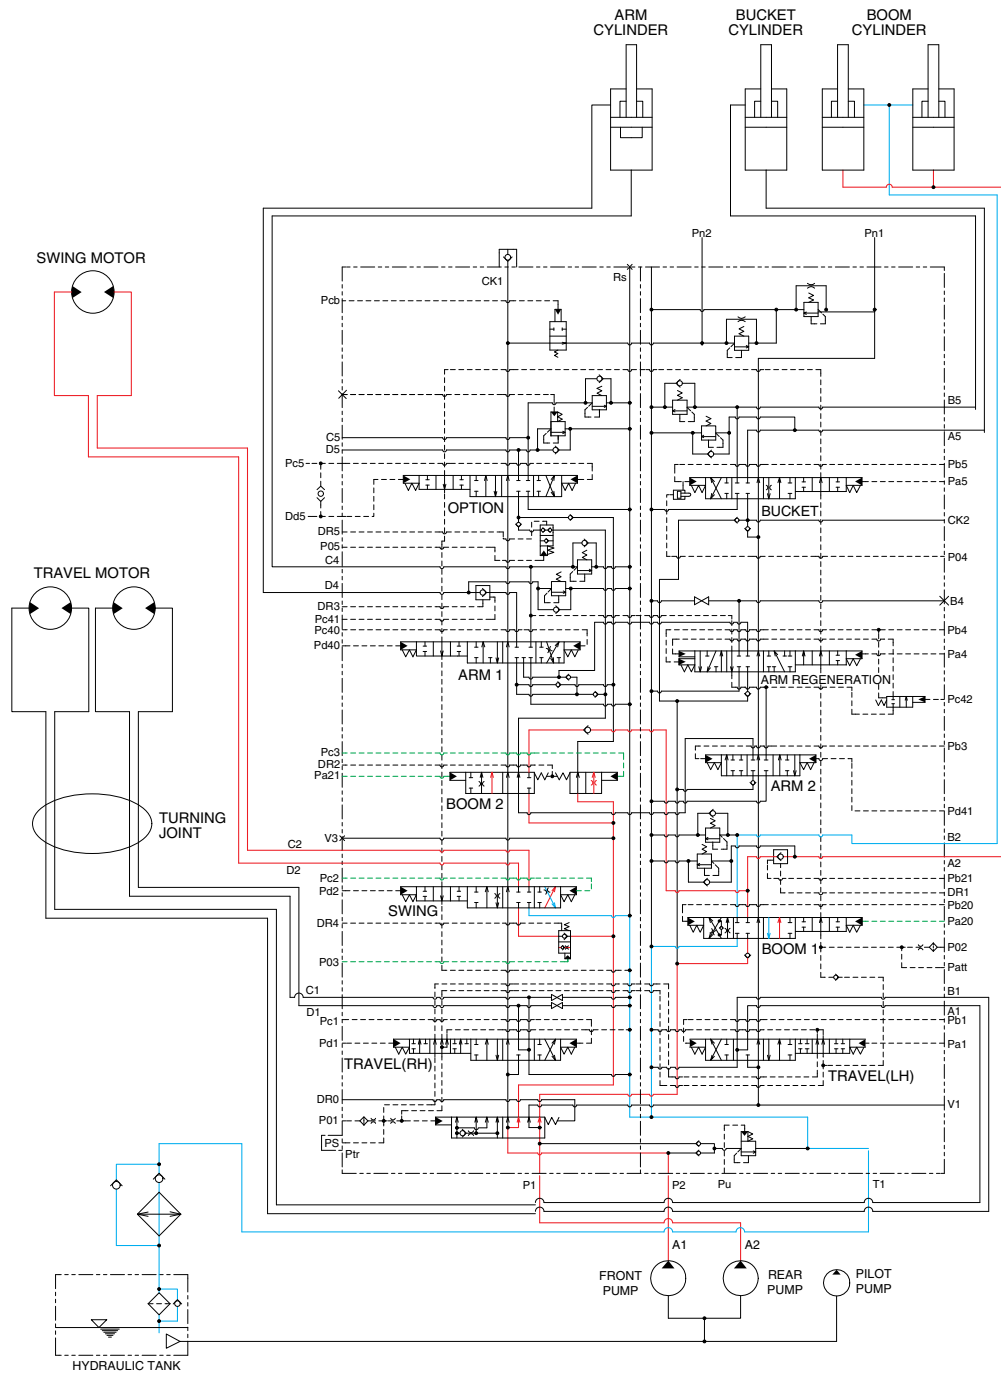 ARM
CYLINDER
BUCKET
CYLINDER
BOOM
CYLINDER
SWING MOTOR
Pn2
Pn1
CK1
Rs
Pcb
B5
C5
A5
D5
Pc5
Pb5
Pa5
OPTION
BUCKET
Dd5
CK2
DR5
P05
P04
C4
TRAVEL MOTOR
D4
B4
DR3
Pc41
Pc40
Pb4
Pd40
Pa4
ARM 1
ARM REGENERATION
Pc42
Pc3
Pb3
DR2
Pa21
BOOM 2
ARM 2
TURNING
JOINT
Pd41
V3
C2
B2
D2
A2
Pc2
Pb21
Pd2
DR1
SWING
Pb20
DR4
Pa20
BOOM 1
P03
P02
Patt
C1
B1
D1
A1
Pc1
Pb1
Pd1
Pa1
TRAVEL(RH)
TRAVEL(LH)
DR0
V1
P01
PS
Ptr
P1
P2
Pu
T1
A1
A2
FRONT
PUMP
REAR
PUMP
PILOT
PUMP
HYDRAULIC TANK